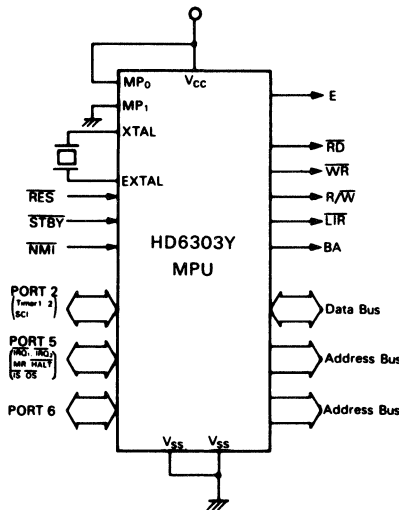 Vcc
MP0
MP1
XTAL
EXTAL
RES
STBY
NMI
HD6303Y
MPU
E
RD
WR
R/W
LIR
BA
PORT 2
(Timer1 2
SCI)
Data Bus
PORT 5
(IRQ1, IRQ2
MR HALT
IS OS)
Address Bus
PORT 6
Address Bus
Vss
Vss